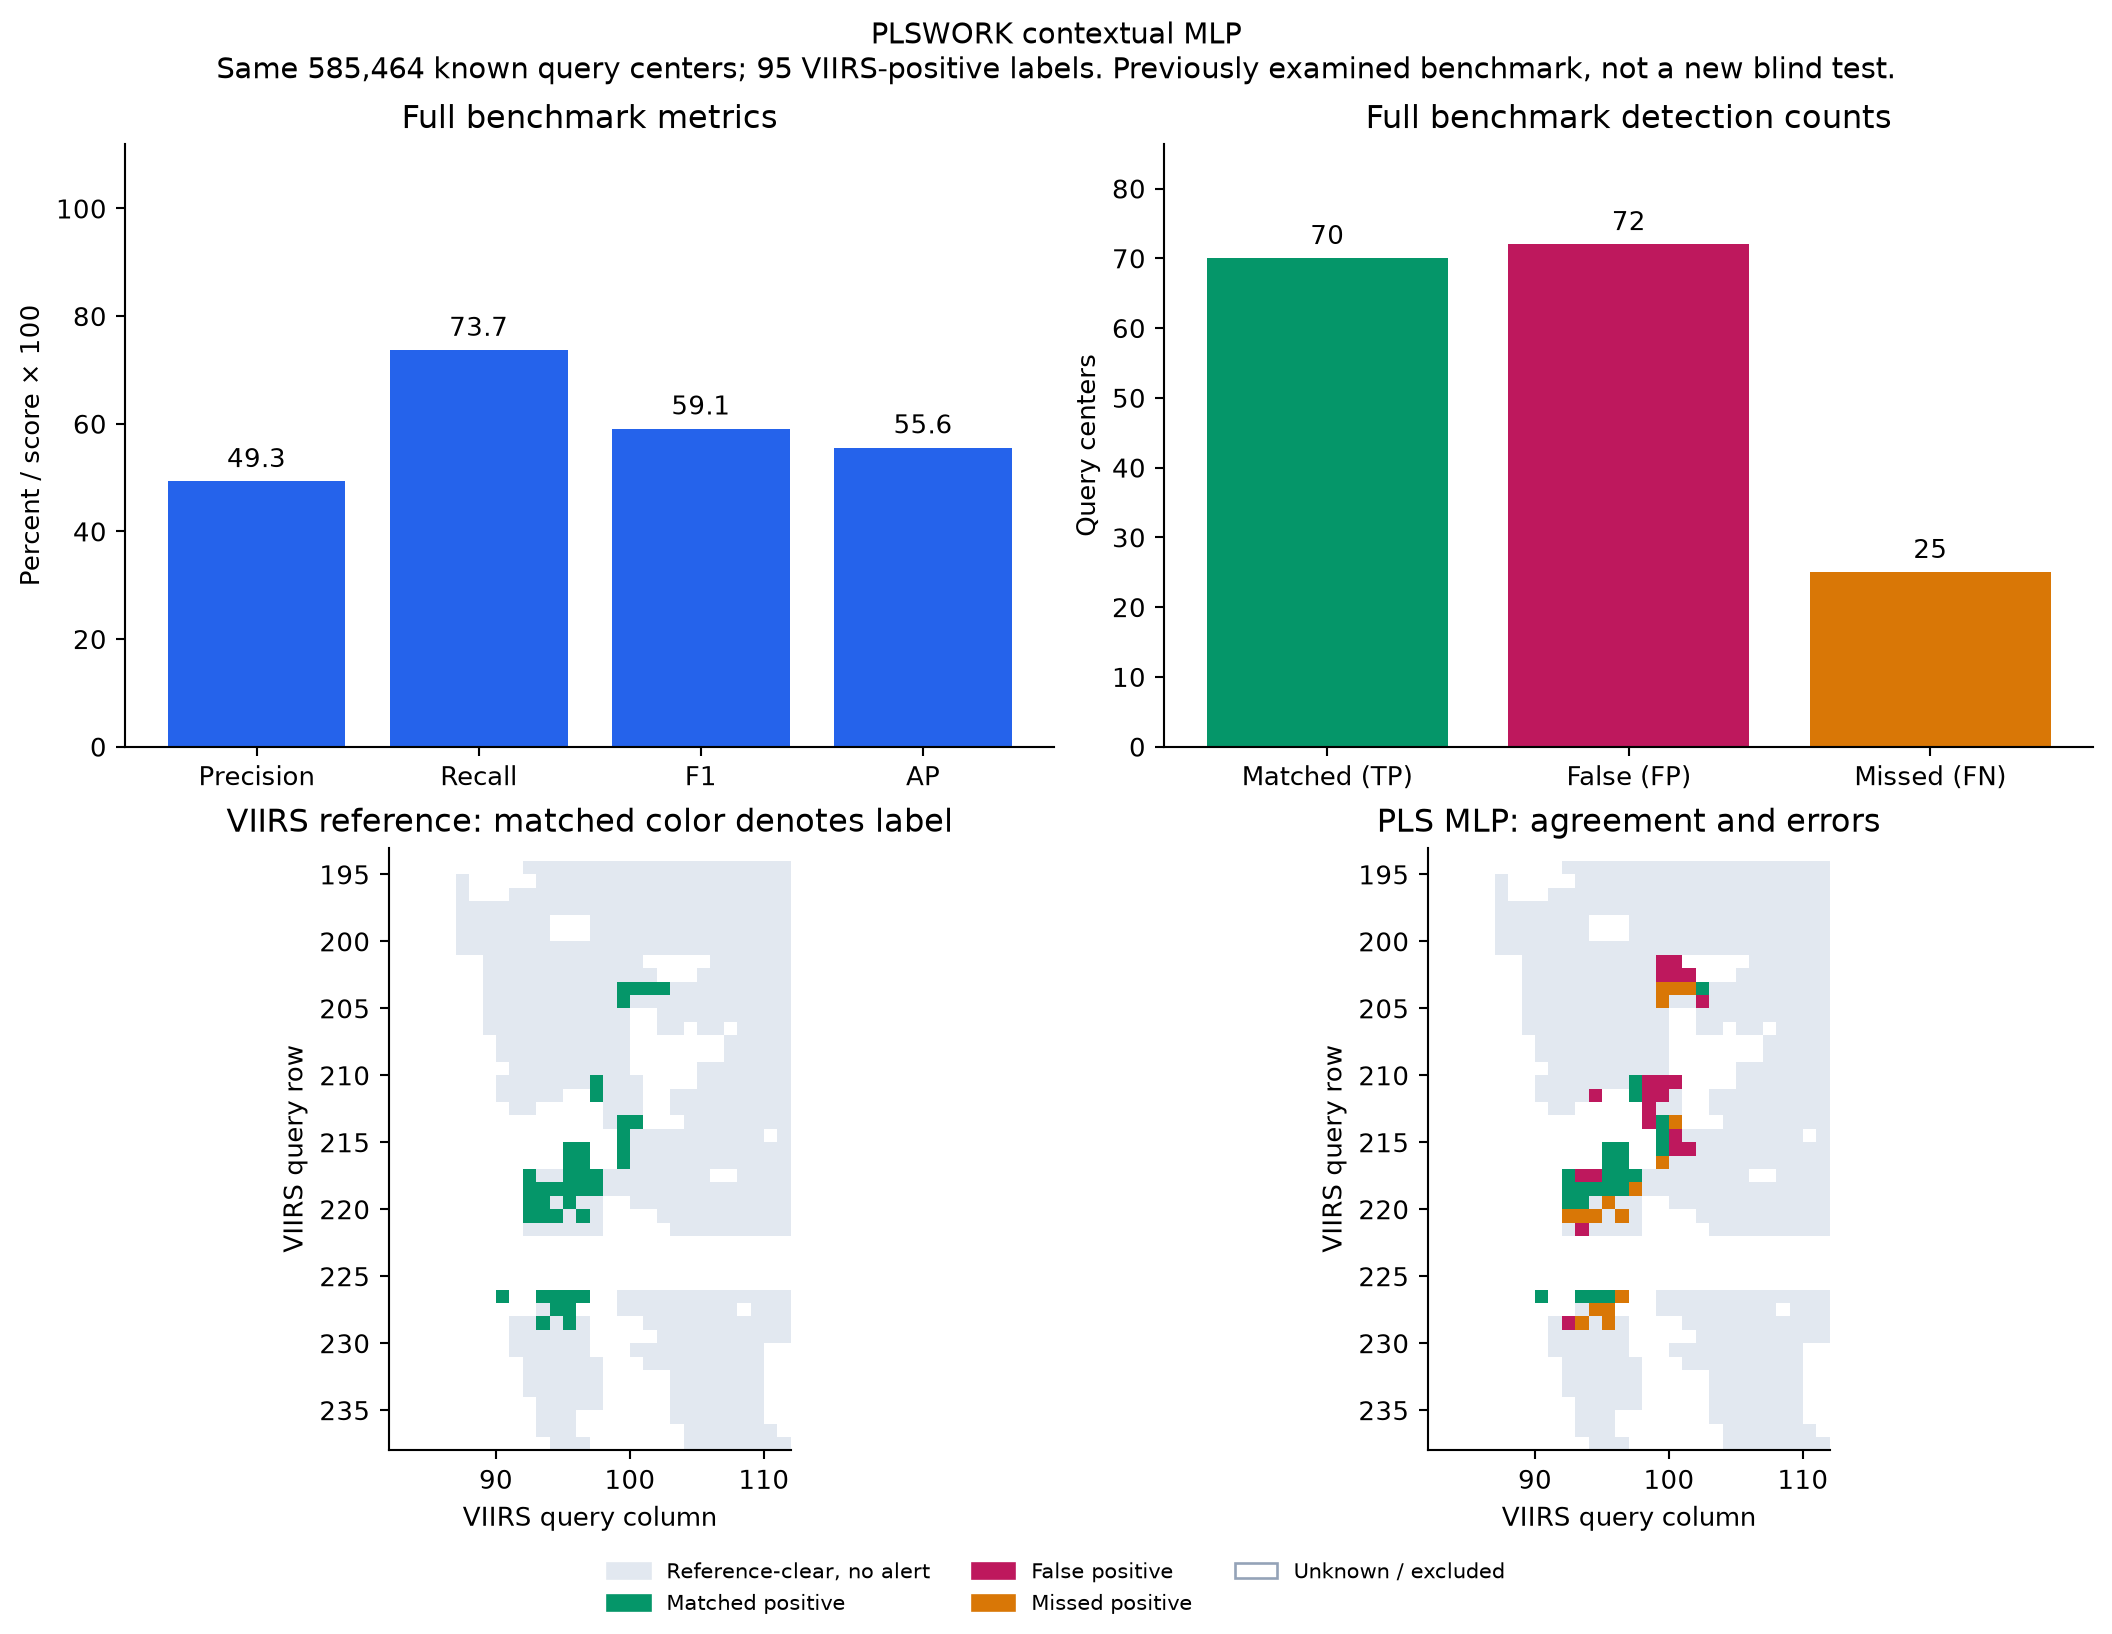 PLSWORK contextual MLP
Same 585,464 known query centers; 95 VIIRS-positive labels. Previously examined benchmark, not a new blind test.
Full benchmark metrics
Percent / score × 100
100
80
60
40
20
0
49.3
73.7
59.1
55.6
Precision
Recall
F1
AP
Full benchmark detection counts
Query centers
80
70
60
50
40
30
20
10
0
70
72
25
Matched (TP)
False (FP)
Missed (FN)
VIIRS reference: matched color denotes label
VIIRS query row
195
200
205
210
215
220
225
230
235
90
100
110
VIIRS query column
PLS MLP: agreement and errors
VIIRS query row
195
200
205
210
215
220
225
230
235
90
100
110
VIIRS query column
Reference-clear, no alert
Matched positive
False positive
Missed positive
Unknown / excluded